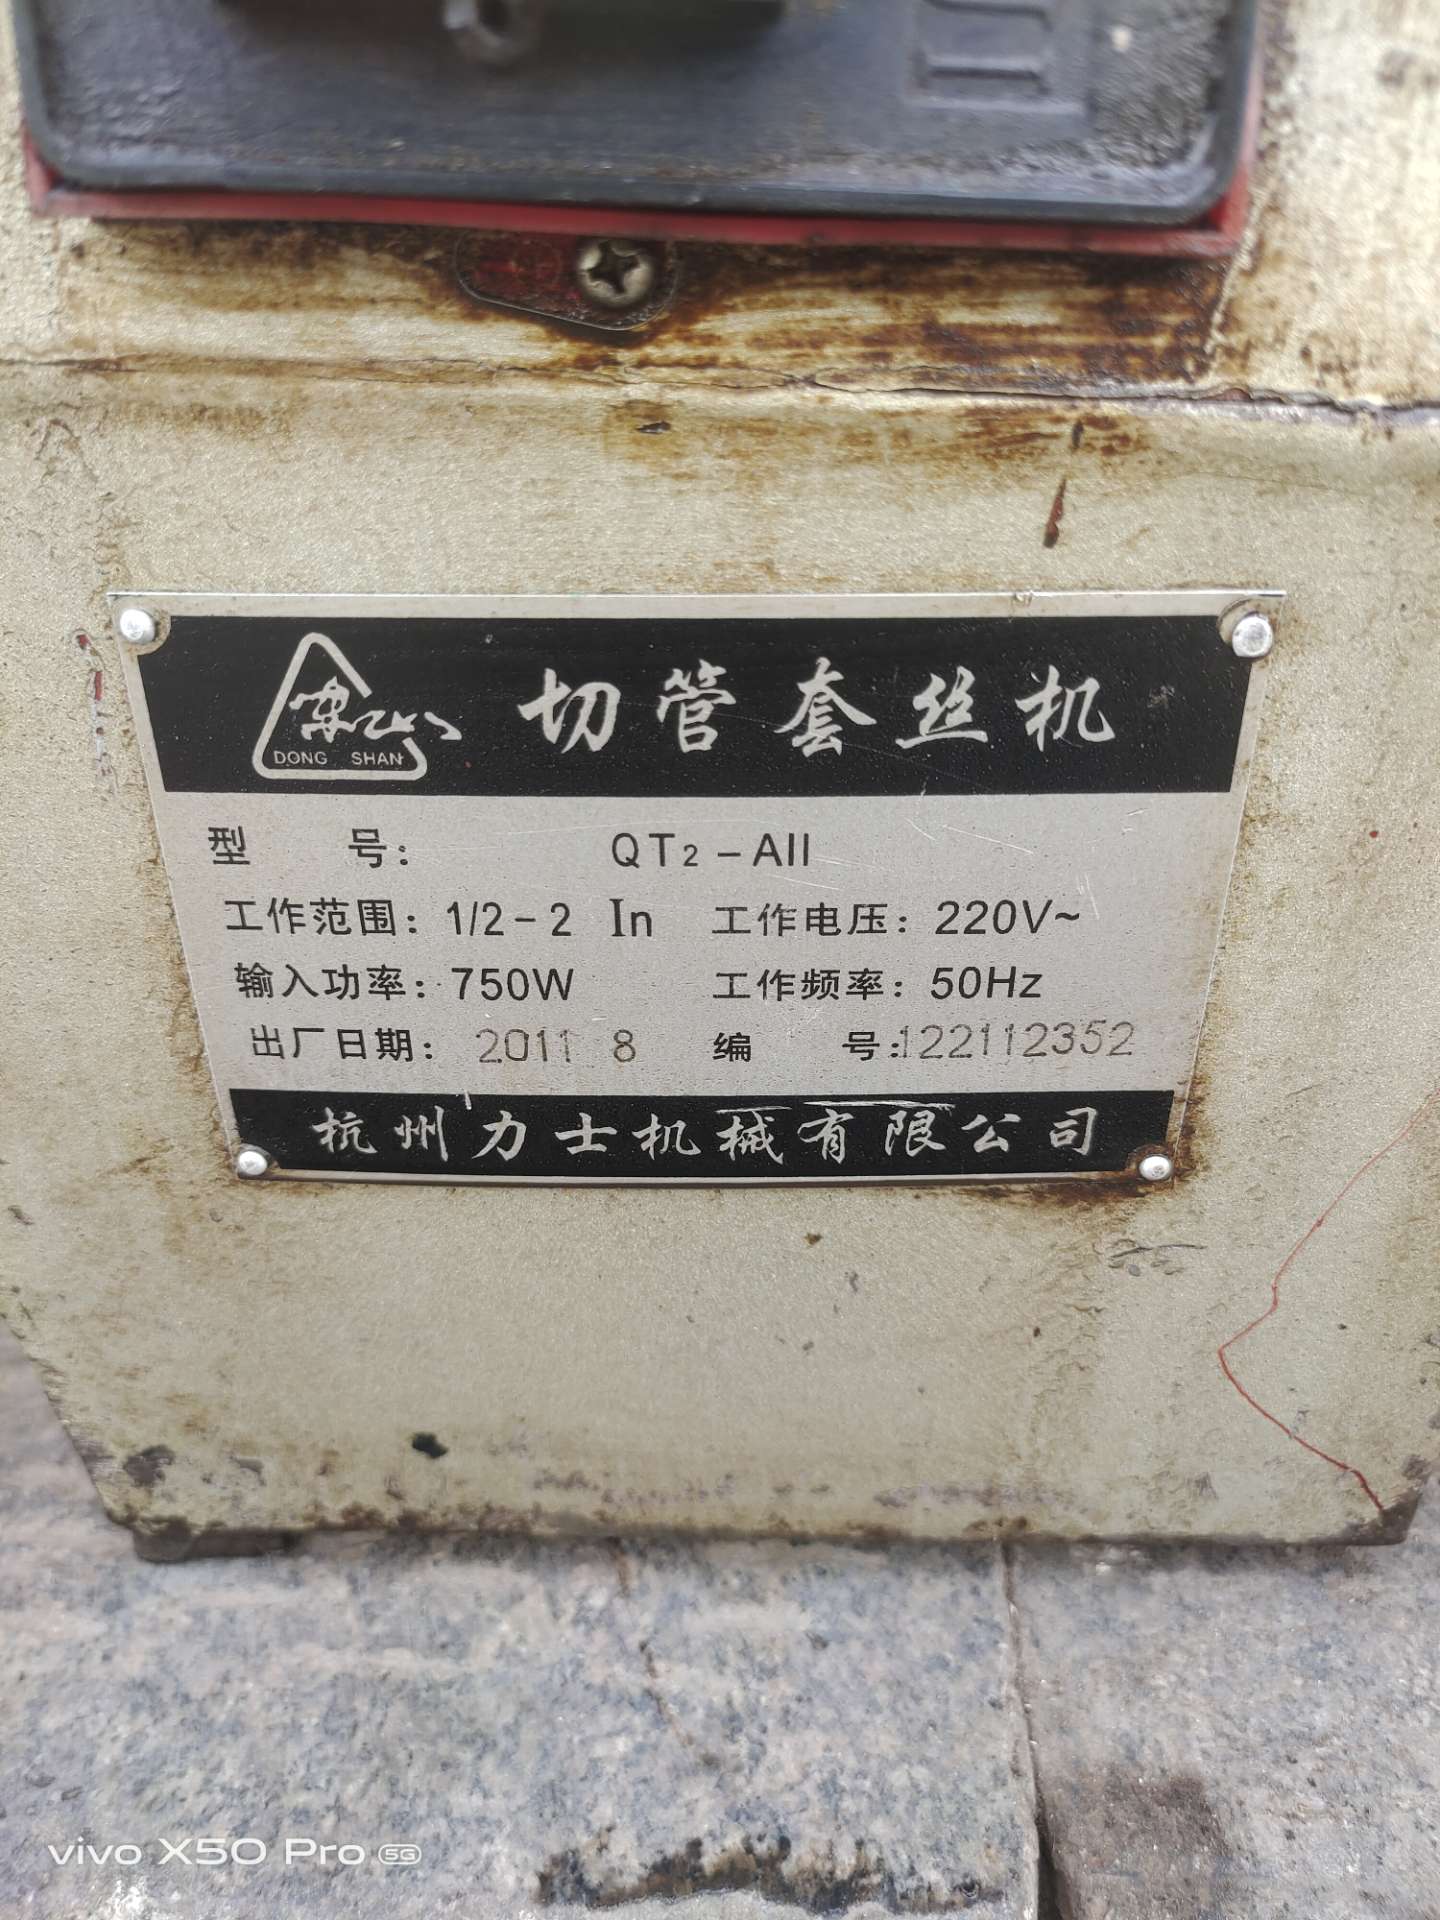 東山 切管套丝机
DONG SHAN
型 号: QT2-AII
工作范围: 1/2-2 In 工作电压: 220V~
输入功率: 750W 工作频率: 50Hz
出厂日期: 2011 8 编 号: 122112352
杭州力士机械有限公司
vivo X50 Pro 5G